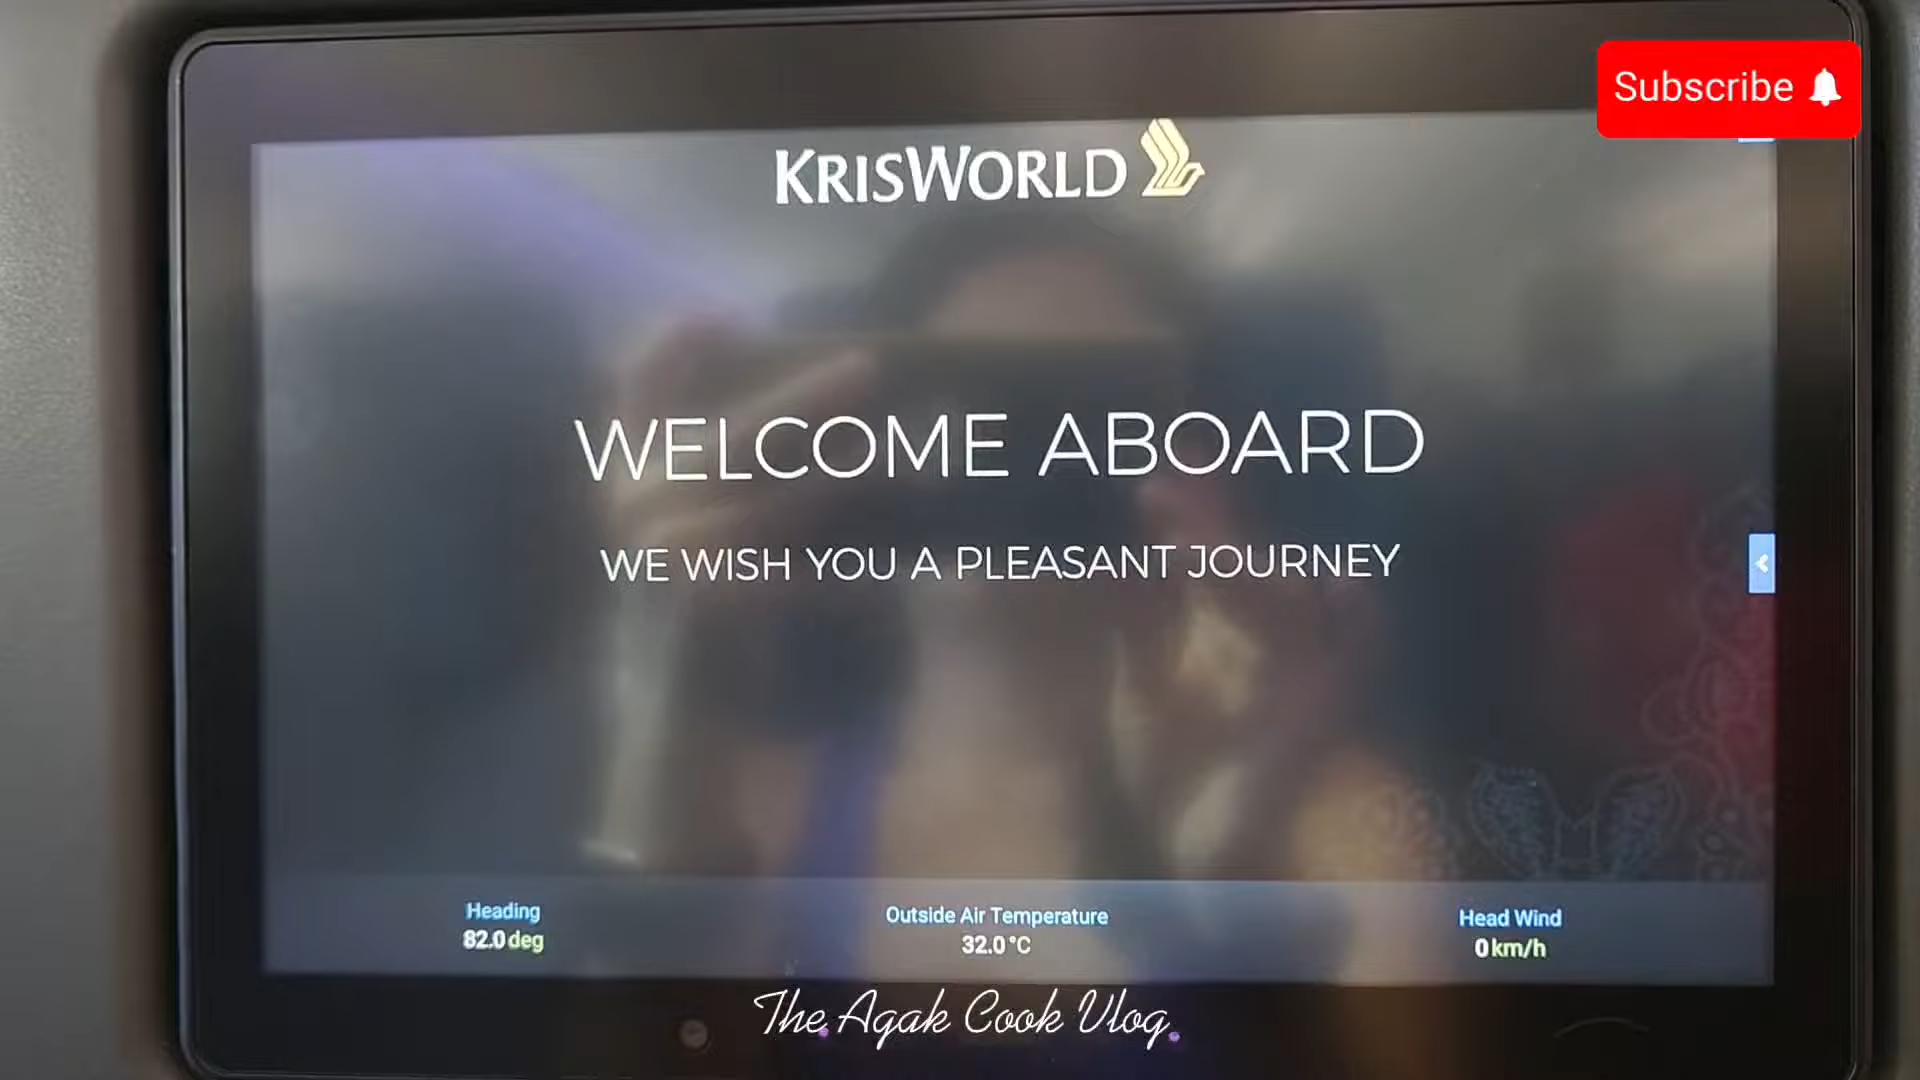 Subscribe
KRISWORLD
WELCOME ABOARD
WE WISH YOU A PLEASANT JOURNEY
Heading
82.0 deg
Outside Air Temperature
32.0 °C
Head Wind
0 km/h
The Agak Cook Vlog